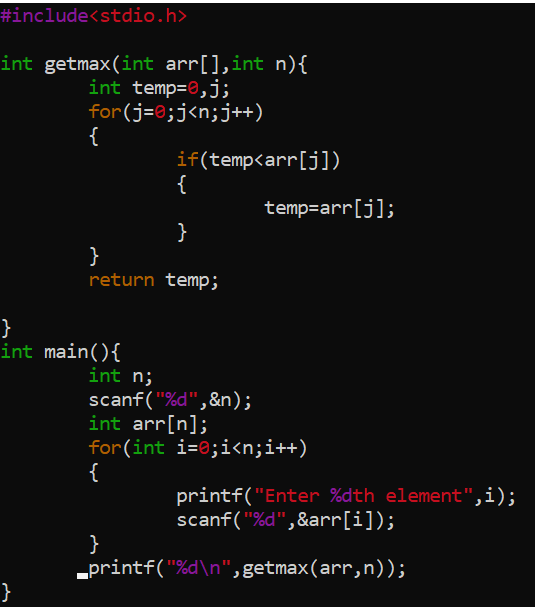 #include<stdio.h>
int getmax(int arr[],int n){
int temp=0,j;
for(j=0;j<n;j++)
{
if(temp<arr[j])
{
temp=arr[j];
}
}
return temp;
}
int main(){
int n;
scanf("%d",&n);
int arr[n];
for(int i=0;i<n;i++)
{
printf("Enter %dth element",i);
scanf("%d",&arr[i]);
}
printf("%d\n",getmax(arr,n));
}